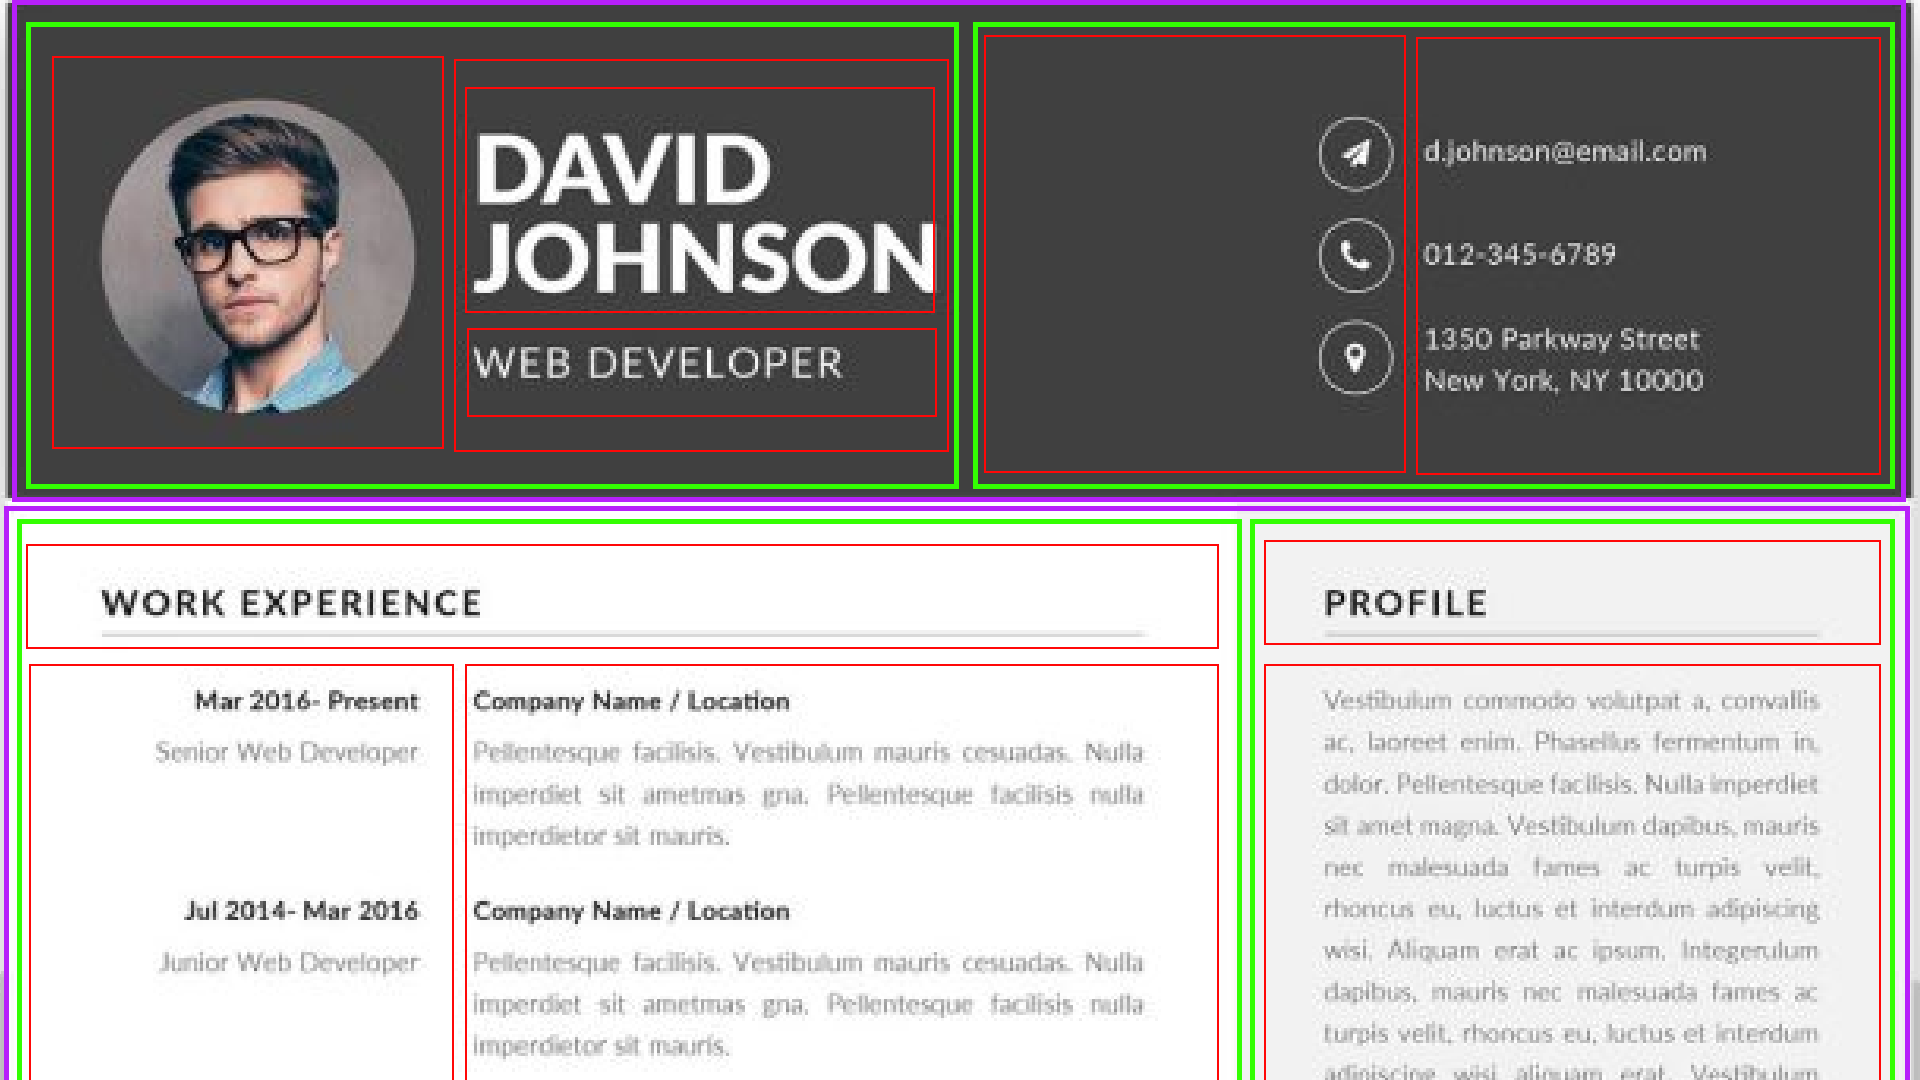 DAVID
JOHNSON
WEB DEVELOPER
d.johnson@email.com
012-345-6789
1350 Parkway Street
New York, NY 10000
WORK EXPERIENCE
Mar 2016- Present
Senior Web Developer
Company Name / Location
Pellentesque facilisis. Vestibulum mauris cesuadas. Nulla
imperdiet sit ametmas gna. Pellentesque facilisis nulla
imperdietor sit mauris.
Jul 2014- Mar 2016
Junior Web Developer
Company Name / Location
Pellentesque facilisis. Vestibulum mauris cesuadas. Nulla
imperdiet sit ametmas gna. Pellentesque facilisis nulla
imperdietor sit mauris.
PROFILE
Vestibulum commodo volutpat a, convallis
ac, laoreet enim. Phasellus fermentum in,
dolor. Pellentesque facilisis. Nulla imperdiet
sit amet magna. Vestibulum dapibus, mauris
nec malesuada fames ac turpis velit,
rhoncus eu, luctus et interdum adipiscing
wisi. Aliquam erat ac ipsum. Integerulum
dapibus, mauris nec malesuada fames ac
turpis velit, rhoncus eu, luctus et interdum
adipiscing wisi aliquam erat. Vestibulum